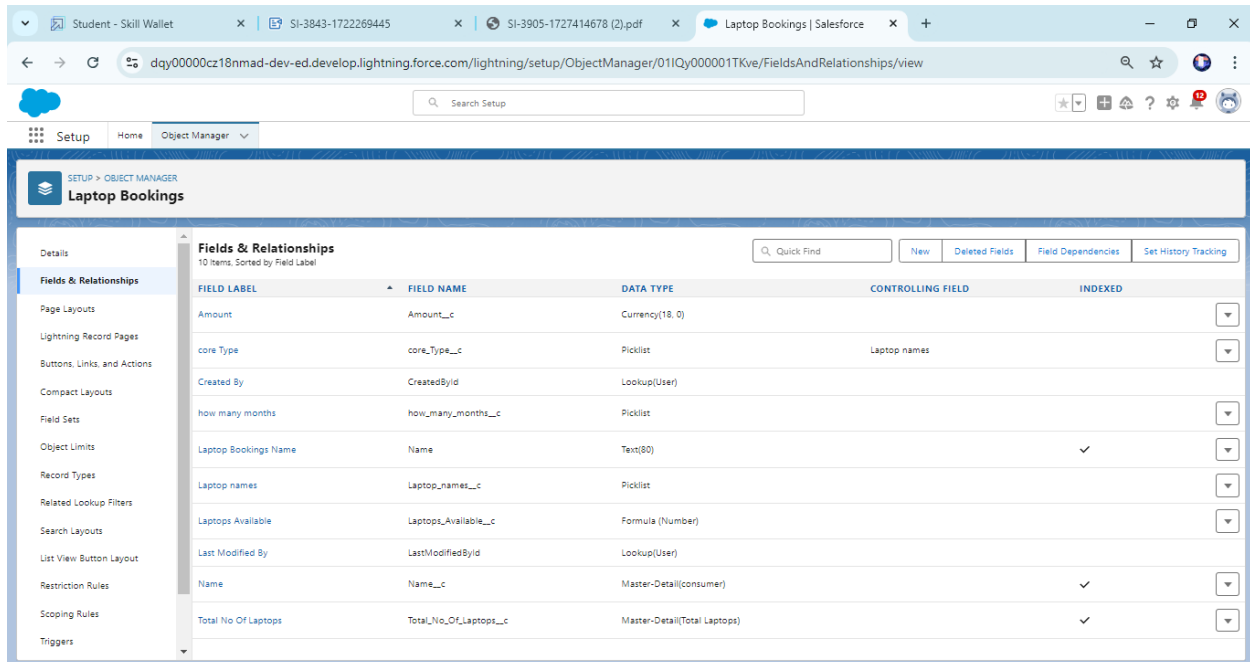 Student - Skill Wallet
SI-3843-1722269445
SI-3905-1727414678 (2).pdf
Laptop Bookings | Salesforce
dqy00000cz18nmad-dev-ed.develop.lightning.force.com/lightning/setup/ObjectManager/01IQy000001TKve/FieldsAndRelationships/view
Search Setup
12
Setup Home Object Manager
SETUP > OBJECT MANAGER
Laptop Bookings
Details
Fields & Relationships
Page Layouts
Lightning Record Pages
Buttons, Links, and Actions
Compact Layouts
Field Sets
Object Limits
Record Types
Related Lookup Filters
Search Layouts
List View Button Layout
Restriction Rules
Scoping Rules
Triggers
Fields & Relationships
10 Items, Sorted by Field Label
Quick Find New Deleted Fields Field Dependencies Set History Tracking
FIELD LABEL FIELD NAME DATA TYPE CONTROLLING FIELD INDEXED
Amount Amount__c Currency(18, 0)
core Type core_Type__c Picklist Laptop names
Created By CreatedById Lookup(User)
how many months how_many_months__c Picklist
Laptop Bookings Name Name Text(80)
Laptop names Laptop_names__c Picklist
Laptops Available Laptops_Available__c Formula (Number)
Last Modified By LastModifiedById Lookup(User)
Name Name__c Master-Detail(consumer)
Total No Of Laptops Total_No_Of_Laptops__c Master-Detail(Total Laptops)